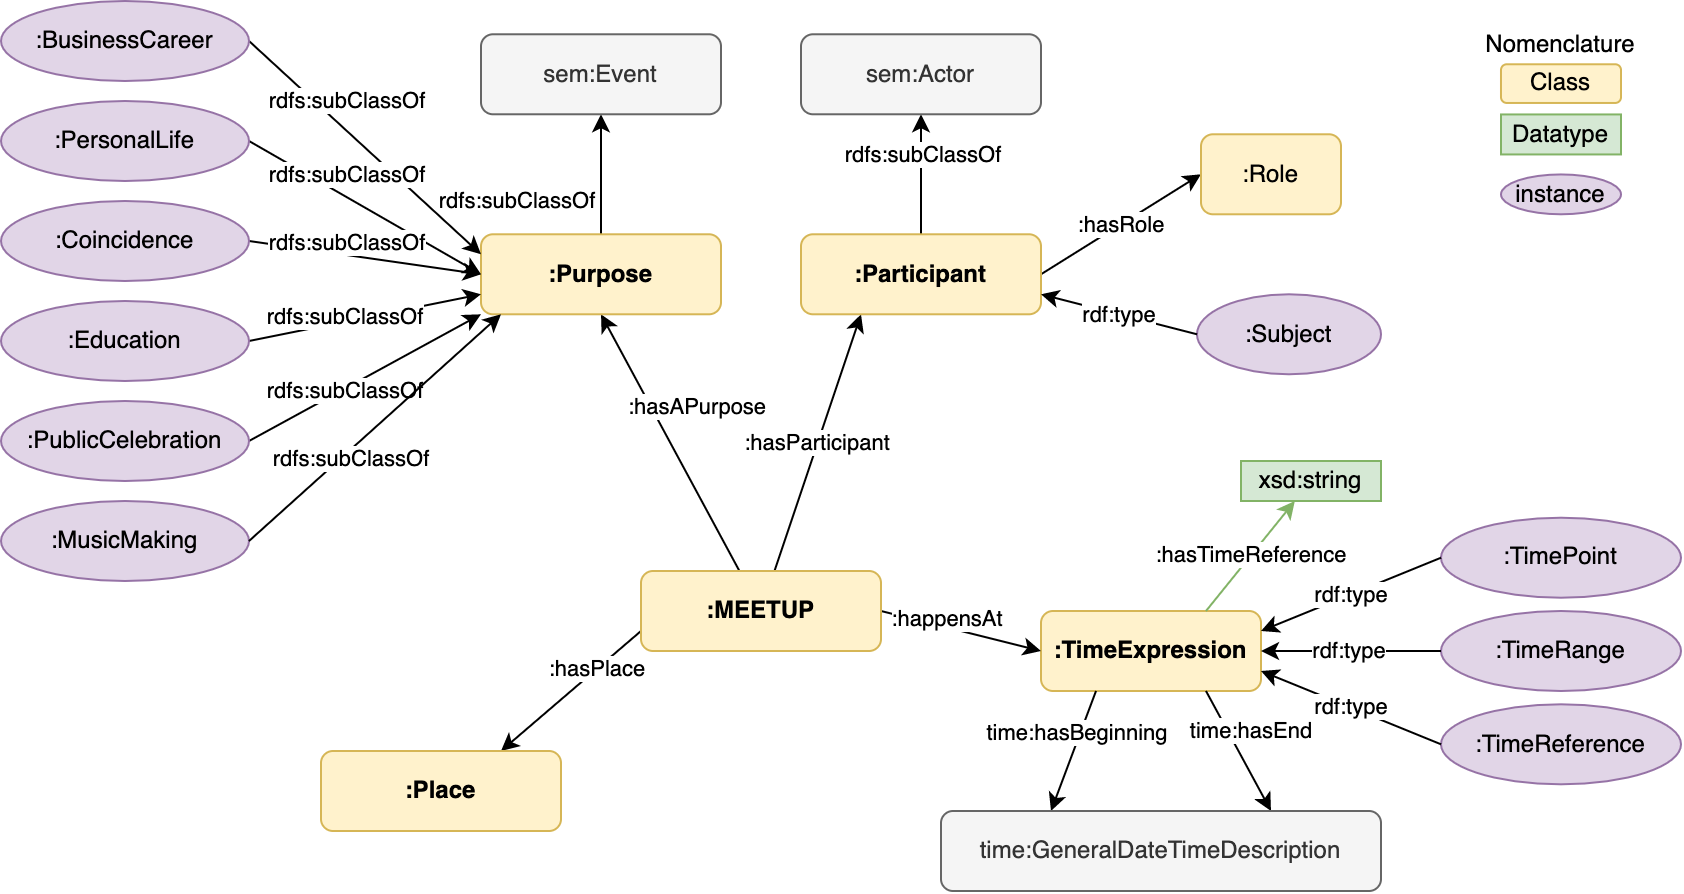 :BusinessCareer
:PersonalLife
:Coincidence
:Education
:PublicCelebration
:MusicMaking
rdfs:subClassOf
rdfs:subClassOf
rdfs:subClassOf
rdfs:subClassOf
rdfs:subClassOf
rdfs:subClassOf
sem:Event
rdfs:subClassOf
:Purpose
sem:Actor
rdfs:subClassOf
:Participant
:hasRole
:Role
rdf:type
:Subject
Nomenclature
Class
Datatype
instance
:hasAPurpose
:hasParticipant
:MEETUP
:hasPlace
:Place
:happensAt
xsd:string
:hasTimeReference
:TimeExpression
rdf:type
rdf:type
rdf:type
:TimePoint
:TimeRange
:TimeReference
time:hasBeginning
time:hasEnd
time:GeneralDateTimeDescription